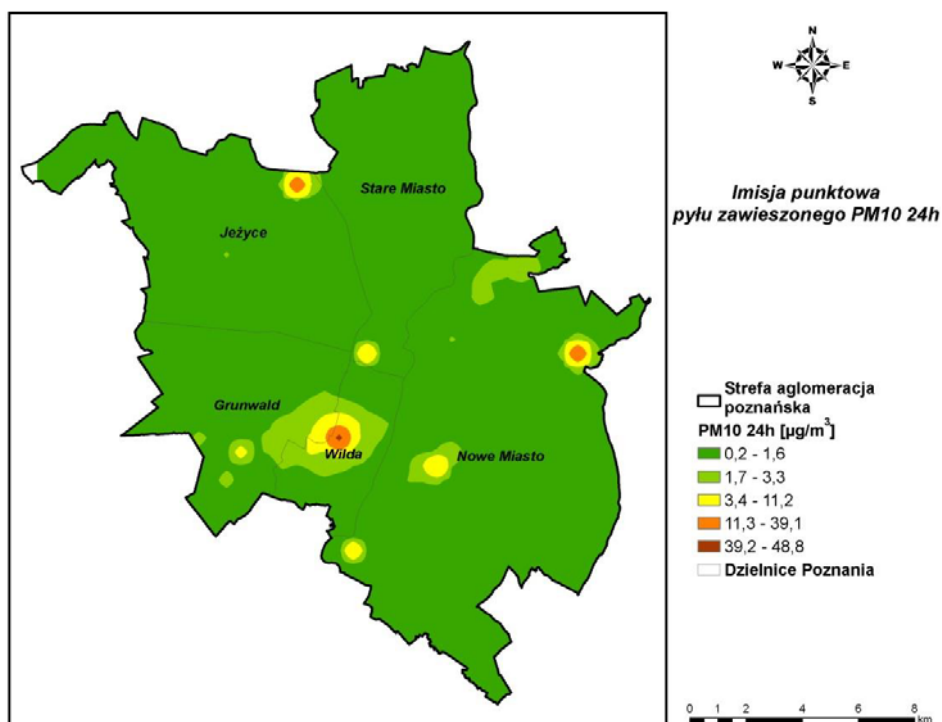 N
W E
S
Imisja punktowa
pyłu zawieszonego PM10 24h
Stare Miasto
Jeżyce
Grunwald
Wilda
Nowe Miasto
Strefa aglomeracja
poznańska
PM10 24h [µg/m³]
0,2 - 1,6
1,7 - 3,3
3,4 - 11,2
11,3 - 39,1
39,2 - 48,8
Dzielnice Poznania
0 1 2 4 6 8
km